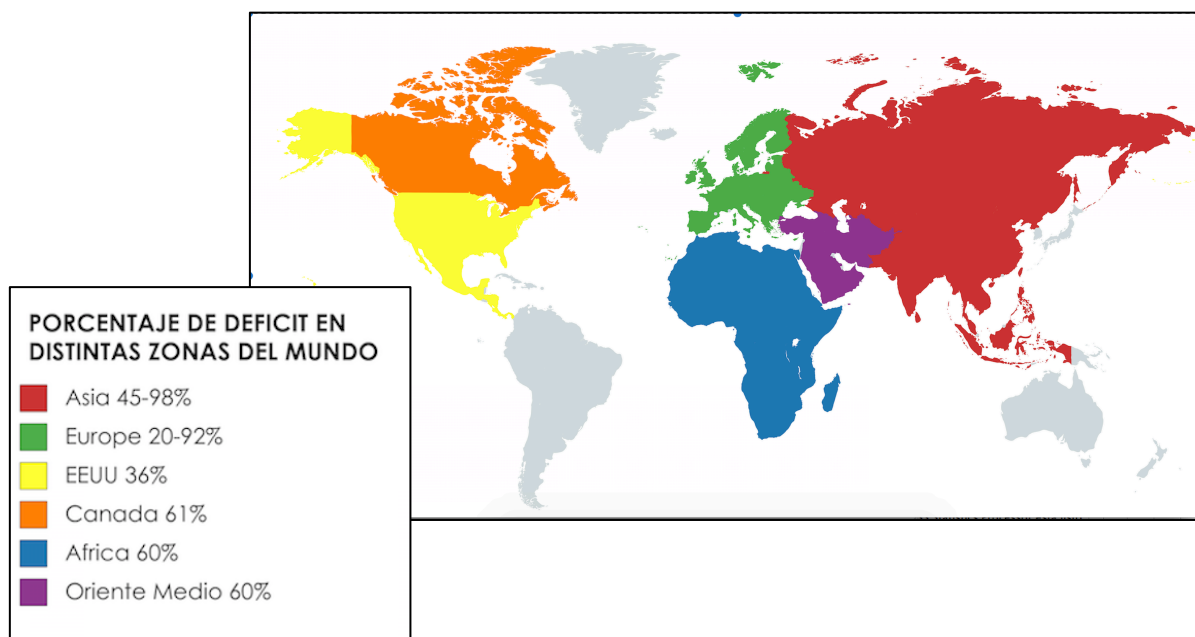 PORCENTAJE DE DEFICIT EN
DISTINTAS ZONAS DEL MUNDO
Asia 45-98%
Europe 20-92%
EEUU 36%
Canada 61%
Africa 60%
Oriente Medio 60%